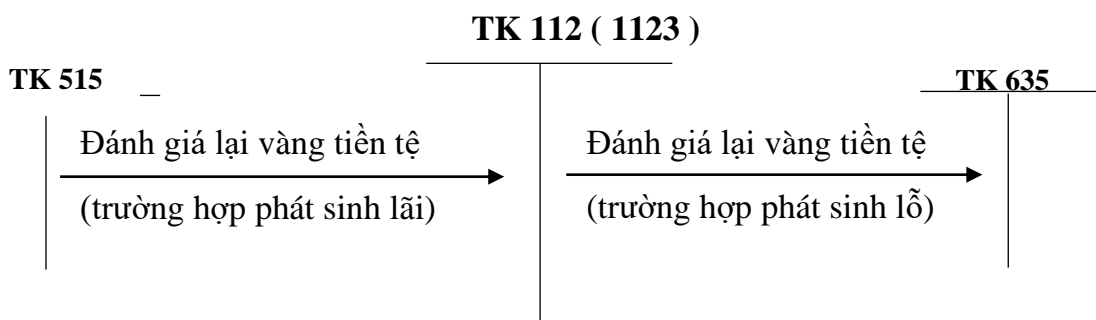 TK 112 ( 1123 )
TK 515
TK 635
Đánh giá lại vàng tiền tệ
(trường hợp phát sinh lãi)
Đánh giá lại vàng tiền tệ
(trường hợp phát sinh lỗ)